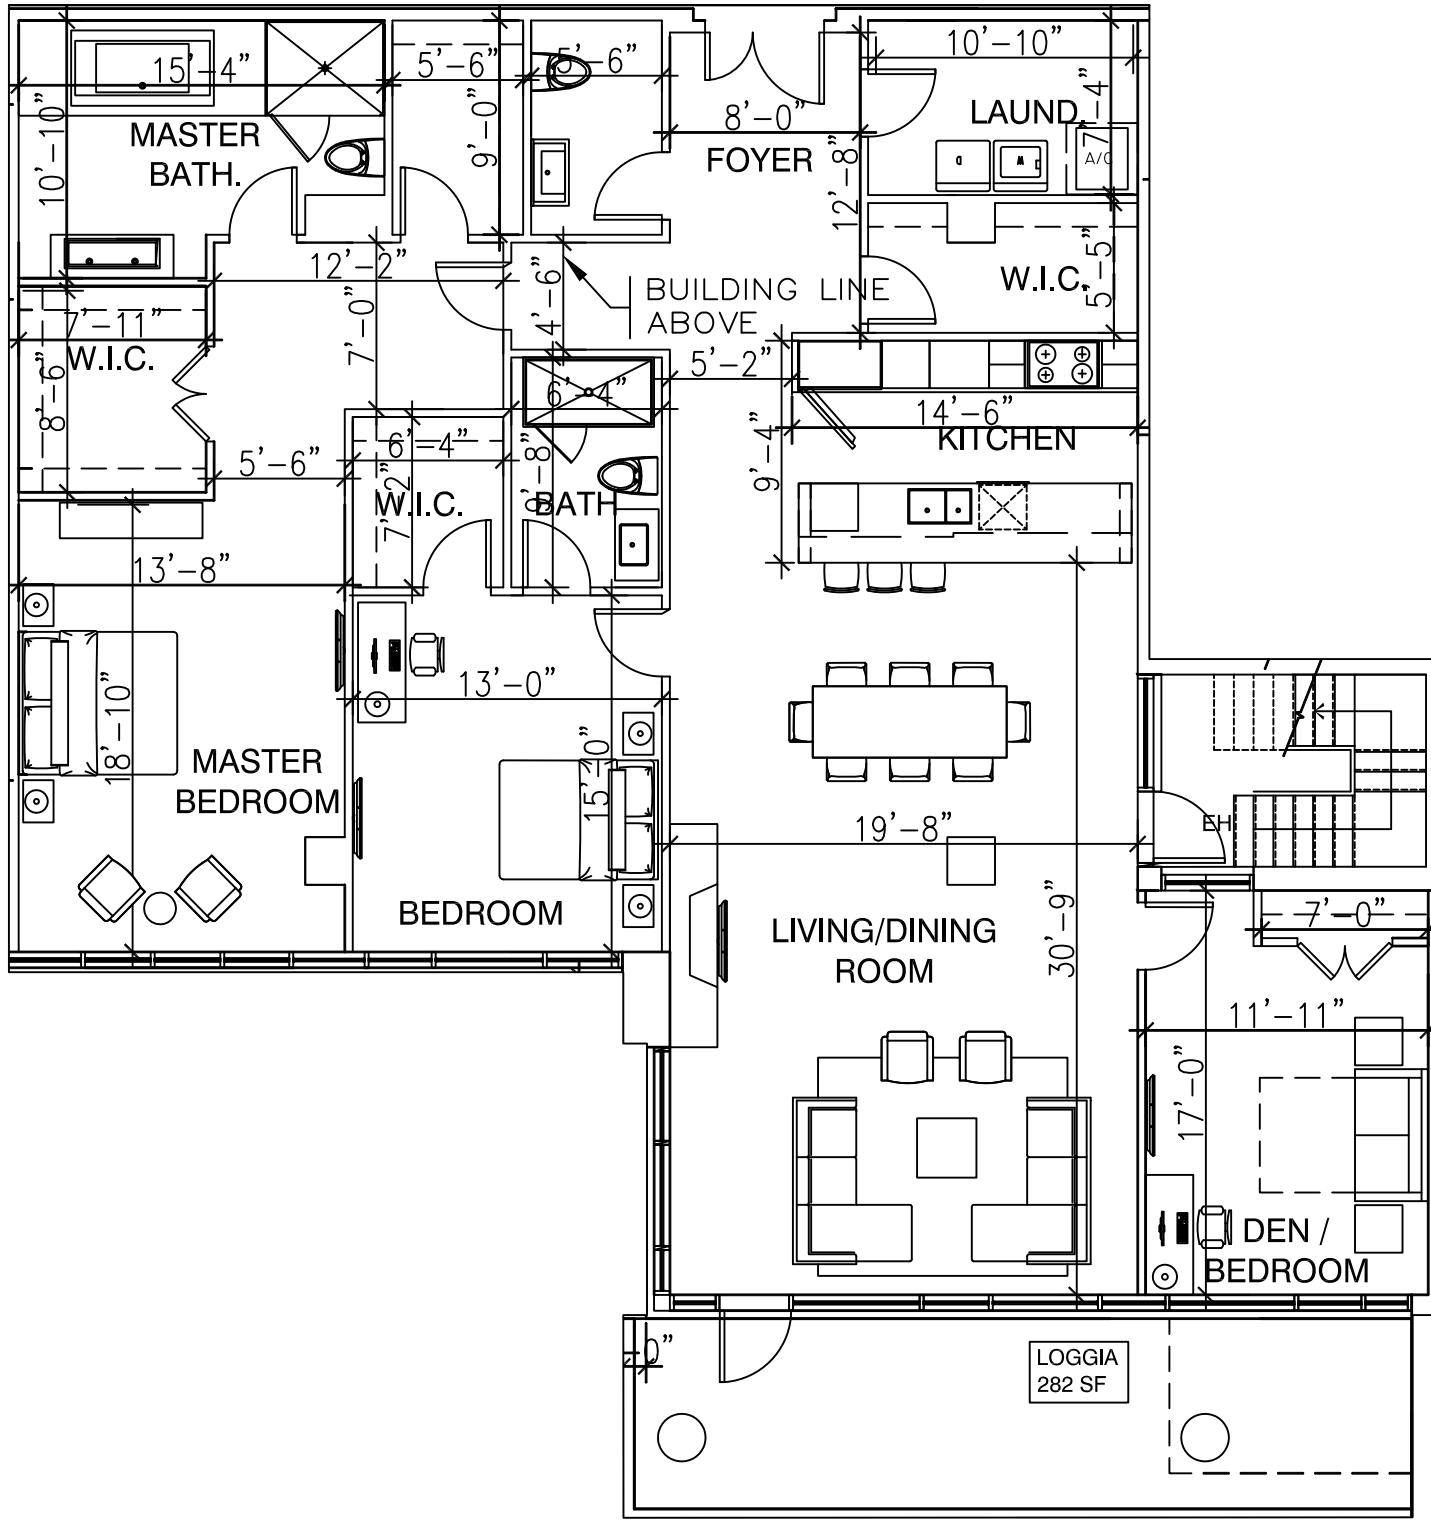 15'-4"
5'-6"
5'-6"
10'-10"
MASTER
BATH.
10'-10"
9'-0"
8'-0"
FOYER
12'-8"
LAUND.
7'-4"
D
W
A/C
12'-2"
7'-0"
4'-6"
BUILDING LINE
ABOVE
W.I.C.
5'-5"
7'-11"
W.I.C.
8'-6"
5'-2"
6'-4"
14'-6"
KITCHEN
9'-4"
5'-6"
6'-4"
W.I.C.
7'-2"
9'-8"
BATH
13'-8"
13'-0"
18'-10"
MASTER
BEDROOM
15'-0"
BEDROOM
19'-8"
EH
30'-9"
LIVING/DINING
ROOM
7'-0"
11'-11"
17'-0"
DEN /
BEDROOM
0"
LOGGIA
282 SF